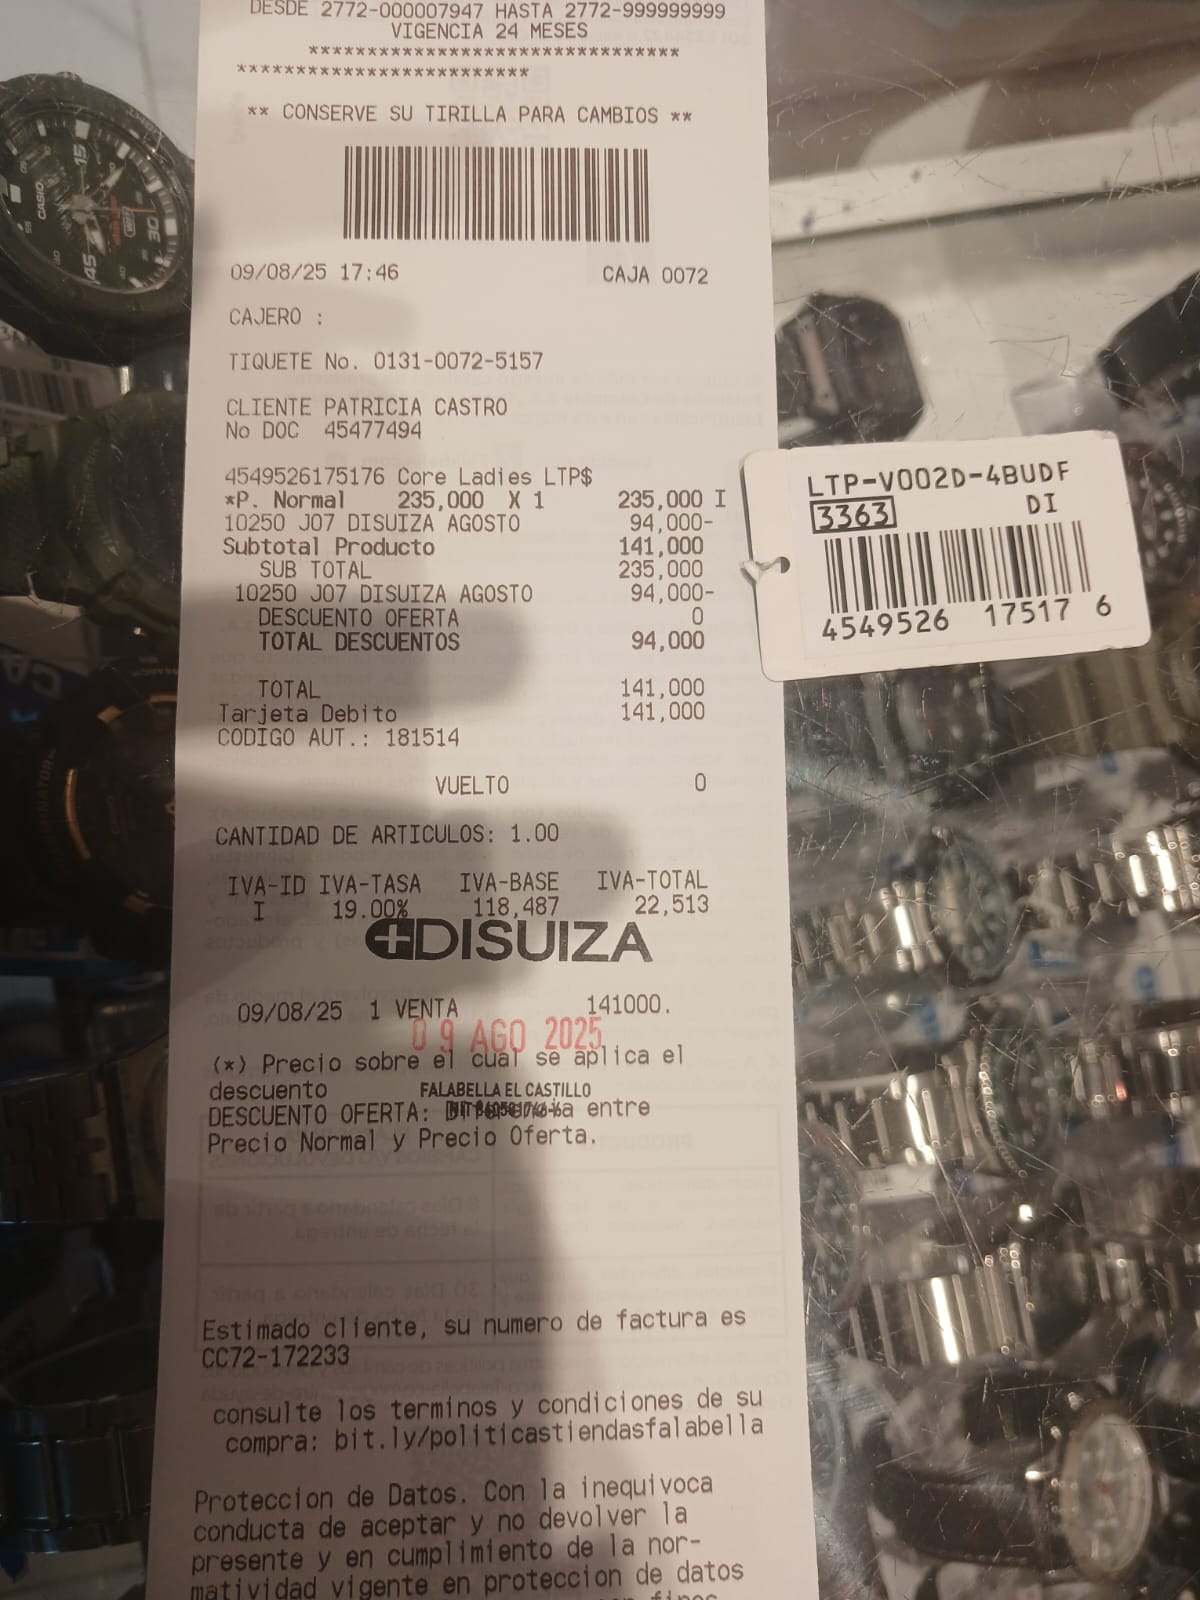 DESDE 2772-000007947 HASTA 2772-999999999
VIGENCIA 24 MESES
*******************************
*************************
** CONSERVE SU TIRILLA PARA CAMBIOS **
09/08/25 17:46 CAJA 0072
CAJERO :
TIQUETE No. 0131-0072-5157
CLIENTE PATRICIA CASTRO
No DOC 45477494
4549526175176 Core Ladies LTP$
*P. Normal 235,000 X 1 235,000 I
10250 J07 DISUIZA AGOSTO 94,000-
Subtotal Producto 141,000
SUB TOTAL 235,000
10250 J07 DISUIZA AGOSTO 94,000-
DESCUENTO OFERTA 0
TOTAL DESCUENTOS 94,000
TOTAL 141,000
Tarjeta Debito 141,000
CODIGO AUT.: 181514
VUELTO 0
CANTIDAD DE ARTICULOS: 1.00
IVA-ID IVA-TASA IVA-BASE IVA-TOTAL
I 19.00% 118,487 22,513
DISUIZA
09/08/25 1 VENTA 141000.
09 AGO 2025
(*) Precio sobre el cual se aplica el
descuento
FALABELLA EL CASTILLO
DESCUENTO OFERTA: entre
Precio Normal y Precio Oferta.
Estimado cliente, su numero de factura es
CC72-172233
consulte los terminos y condiciones de su
compra: bit.ly/politicastiendasfalabella
Proteccion de Datos. Con la inequivoca
conducta de aceptar y no devolver la
presente y en cumplimiento de la nor-
matividad vigente en proteccion de datos
LTP-V002D-4BUDF
3363 DI
4549526 17517 6
CASIO
15
30
45